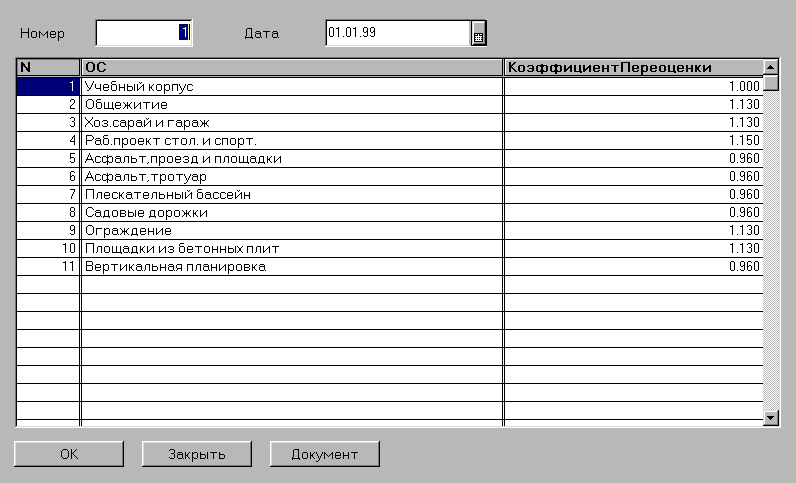 Номер 1 Дата 01.01.99
N ОС КоэффициентПереоценки
1 Учебный корпус 1.000
2 Общежитие 1.130
3 Хоз.сарай и гараж 1.130
4 Раб.проект стол. и спорт. 1.150
5 Асфальт,проезд и площадки 0.960
6 Асфальт,тротуар 0.960
7 Плескательный бассейн 0.960
8 Садовые дорожки 0.960
9 Ограждение 1.130
10 Площадки из бетонных плит 1.130
11 Вертикальная планировка 0.960
ОК Закрыть Документ